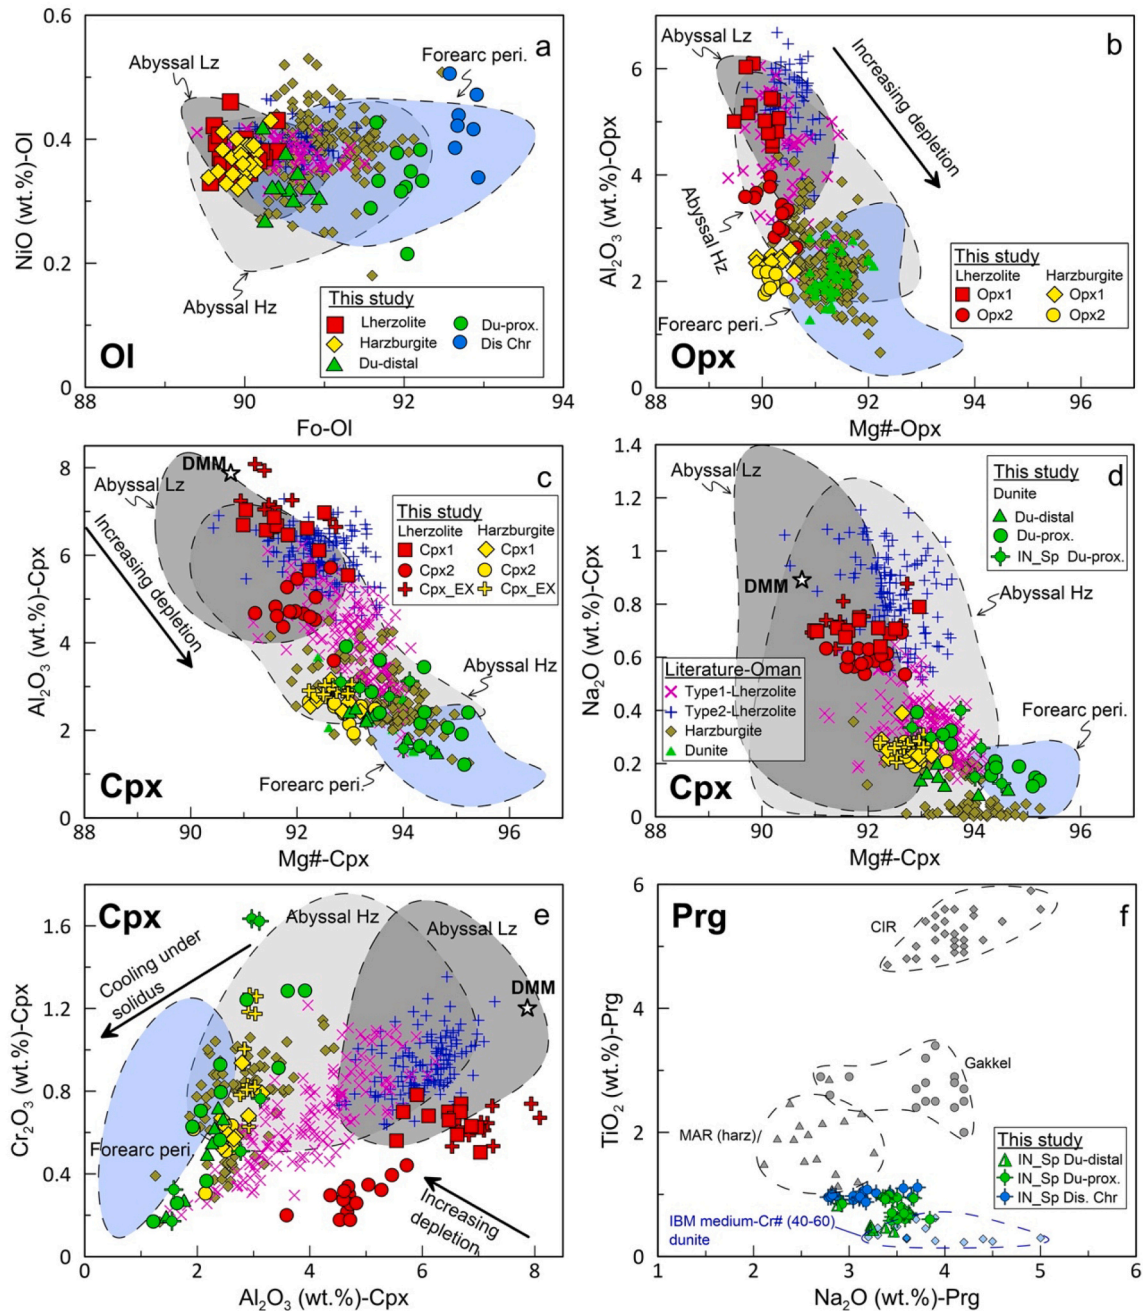 a
0.6
0.4
0.2
0
NiO (wt.%)-Ol
Abyssal Lz
Forearc peri.
Abyssal Hz
This study
Lherzolite
Harzburgite
Du-distal
Du-prox.
Dis Chr
Ol
88 90 92 94
Fo-Ol
b
6
4
2
0
Al₂O₃ (wt.%)-Opx
Abyssal Lz
Increasing depletion
Abyssal Hz
Forearc peri.
This study
Lherzolite Harzburgite
Opx1 Opx1
Opx2 Opx2
Opx
88 90 92 94 96
Mg#-Opx
c
8
6
4
2
0
Al₂O₃ (wt.%)-Cpx
DMM
Abyssal Lz
Increasing depletion
This study
Lherzolite Harzburgite
Cpx1 Cpx1
Cpx2 Cpx2
Cpx_EX Cpx_EX
Abyssal Hz
Forearc peri.
Cpx
88 90 92 94 96
Mg#-Cpx
d
1.4
1.2
1
0.8
0.6
0.4
0.2
0
Na₂O (wt.%)-Cpx
Abyssal Lz
This study
Dunite
Du-distal
Du-prox.
IN_Sp Du-prox.
DMM
Abyssal Hz
Literature-Oman
Type1-Lherzolite
Type2-Lherzolite
Harzburgite
Dunite
Forearc peri.
Cpx
88 90 92 94 96
Mg#-Cpx
e
Cpx
1.6
1.2
0.8
0.4
0
Cr₂O₃ (wt.%)-Cpx
Abyssal Hz
Abyssal Lz
Cooling under
solidus
DMM
Forearc peri.
Increasing
depletion
0 2 4 6 8
Al₂O₃ (wt.%)-Cpx
f
Prg
6
4
2
0
TiO₂ (wt.%)-Prg
CIR
Gakkel
MAR (harz)
This study
IN_Sp Du-distal
IN_Sp Du-prox.
IN_Sp Dis. Chr
IBM medium-Cr# (40-60)
dunite
1 2 3 4 5 6
Na₂O (wt.%)-Prg